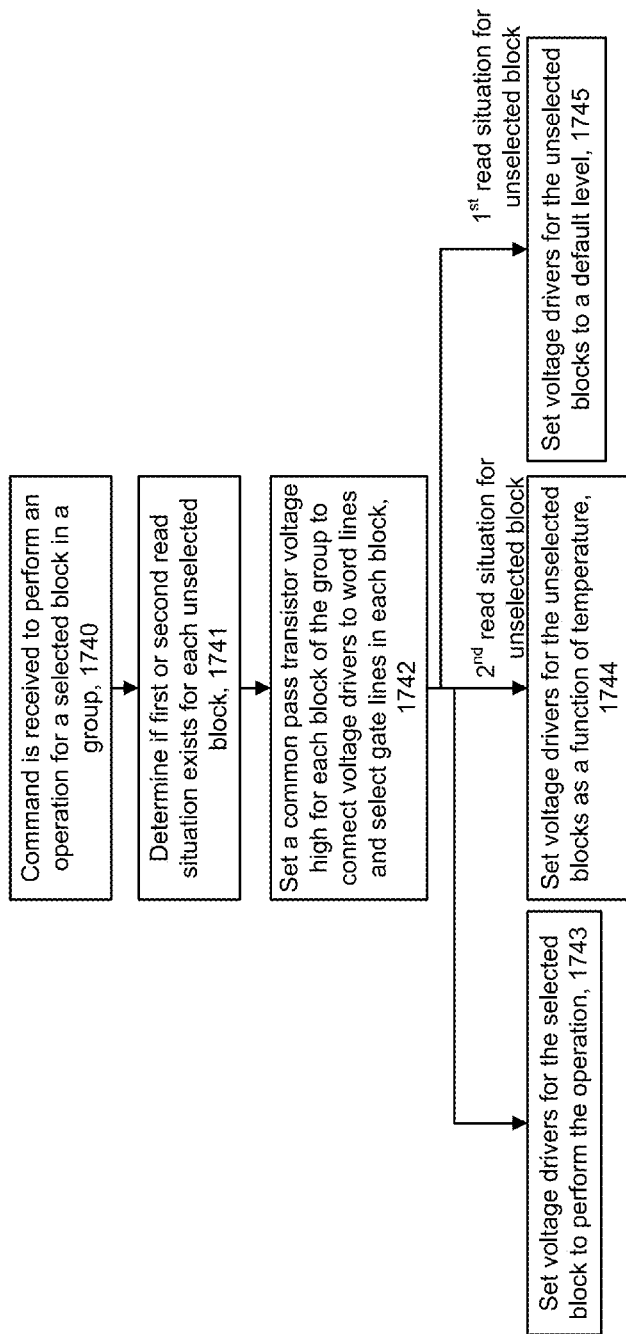 Command is received to perform an
operation for a selected block in a
group, 1740
Determine if first or second read
situation exists for each unselected
block, 1741
Set a common pass transistor voltage
high for each block of the group to
connect voltage drivers to word lines
and select gate lines in each block,
1742
2nd read situation for
unselected block
1st read situation for
unselected block
Set voltage drivers for the selected
block to perform the operation, 1743
Set voltage drivers for the unselected
blocks as a function of temperature,
1744
Set voltage drivers for the unselected
blocks to a default level, 1745